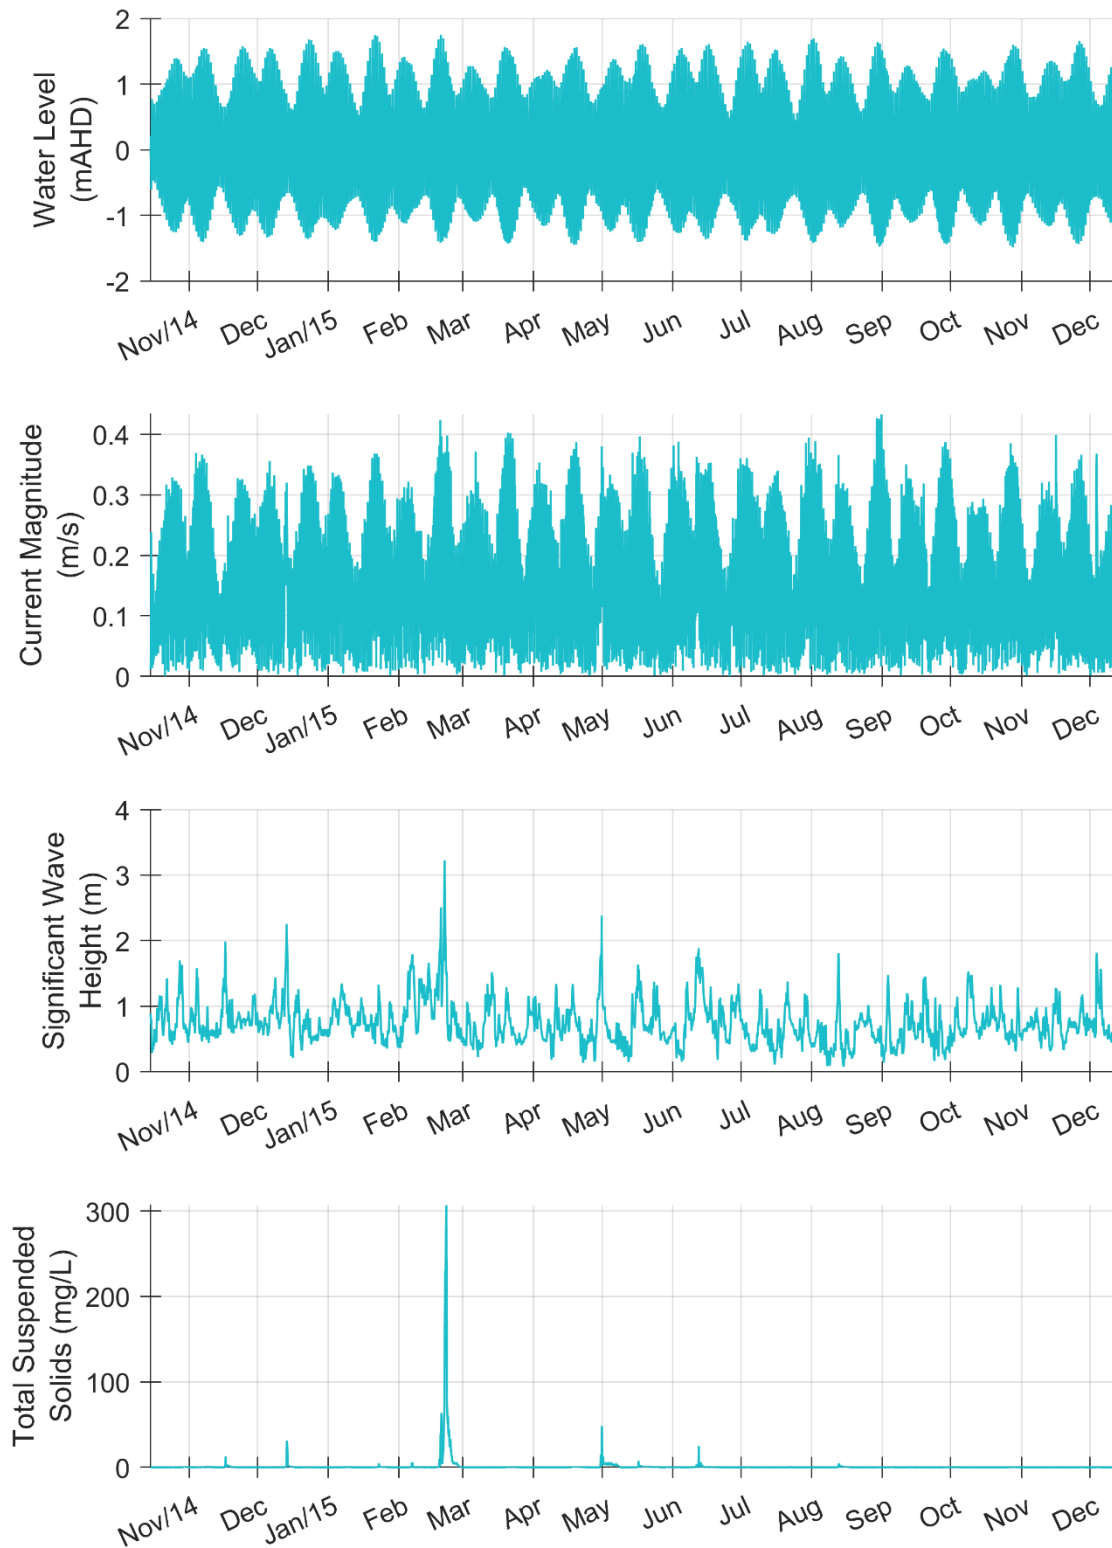 Water Level
(mAHD)
2
1
0
-1
-2
Nov/14 Dec Jan/15 Feb Mar Apr May Jun Jul Aug Sep Oct Nov Dec
Current Magnitude
(m/s)
0.4
0.3
0.2
0.1
0
Nov/14 Dec Jan/15 Feb Mar Apr May Jun Jul Aug Sep Oct Nov Dec
Significant Wave
Height (m)
4
3
2
1
0
Nov/14 Dec Jan/15 Feb Mar Apr May Jun Jul Aug Sep Oct Nov Dec
Total Suspended
Solids (mg/L)
300
200
100
0
Nov/14 Dec Jan/15 Feb Mar Apr May Jun Jul Aug Sep Oct Nov Dec